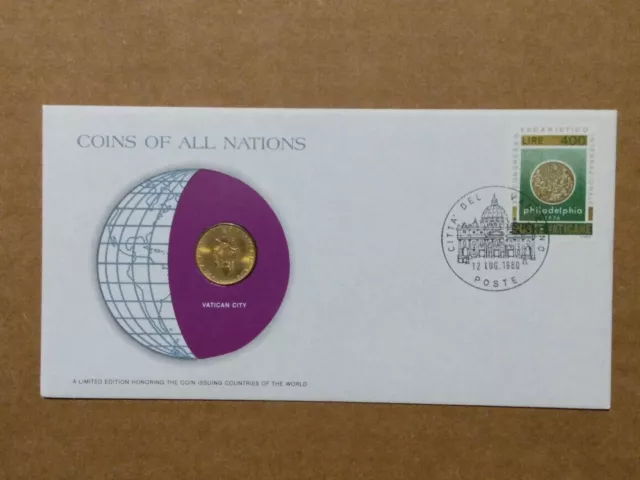 COINS OF ALL NATIONS
VATICAN CITY
A LIMITED EDITION HONORING THE COIN ISSUING COUNTRIES OF THE WORLD
EUCARISTICO
LIRE 400
philadelphia
1976
POSTE VATICANE
CITTA' DEL
12 LUG. 1980
POSTE